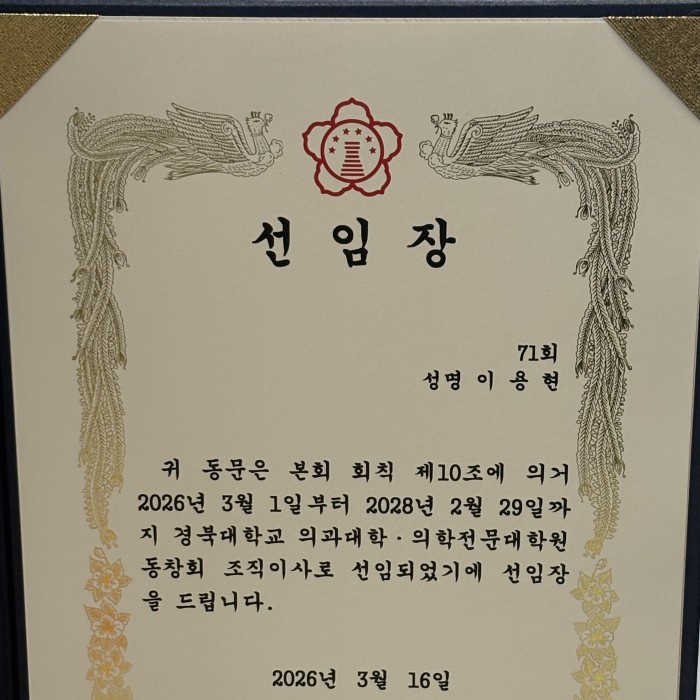 선 임 장
71회
성명 이 용 현
귀 동문은 본회 회칙 제10조에 의거
2026년 3월 1일부터 2028년 2월 29일까
지 경북대학교 의과대학 · 의학전문대학원
동창회 조직이사로 선임되었기에 선임장
을 드립니다.
2026년 3월 16일